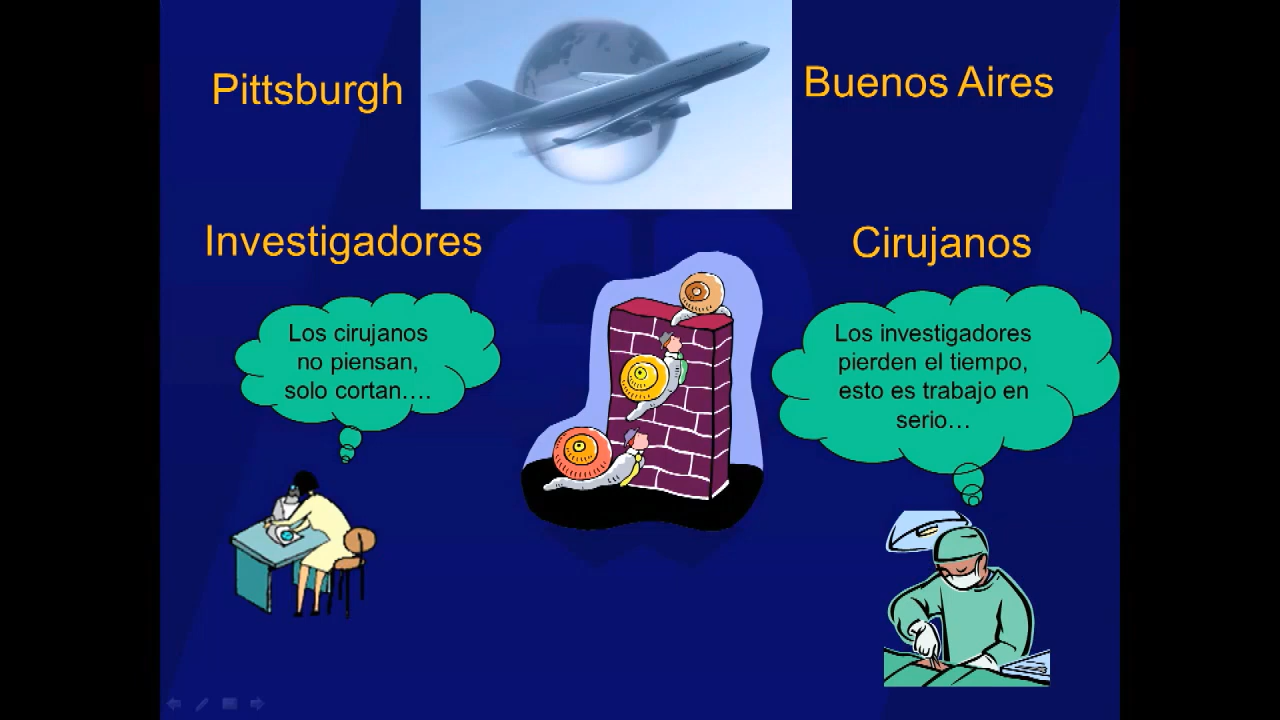 Pittsburgh
Buenos Aires
Investigadores
Cirujanos
Los cirujanos
no piensan,
solo cortan….
Los investigadores
pierden el tiempo,
esto es trabajo en
serio…